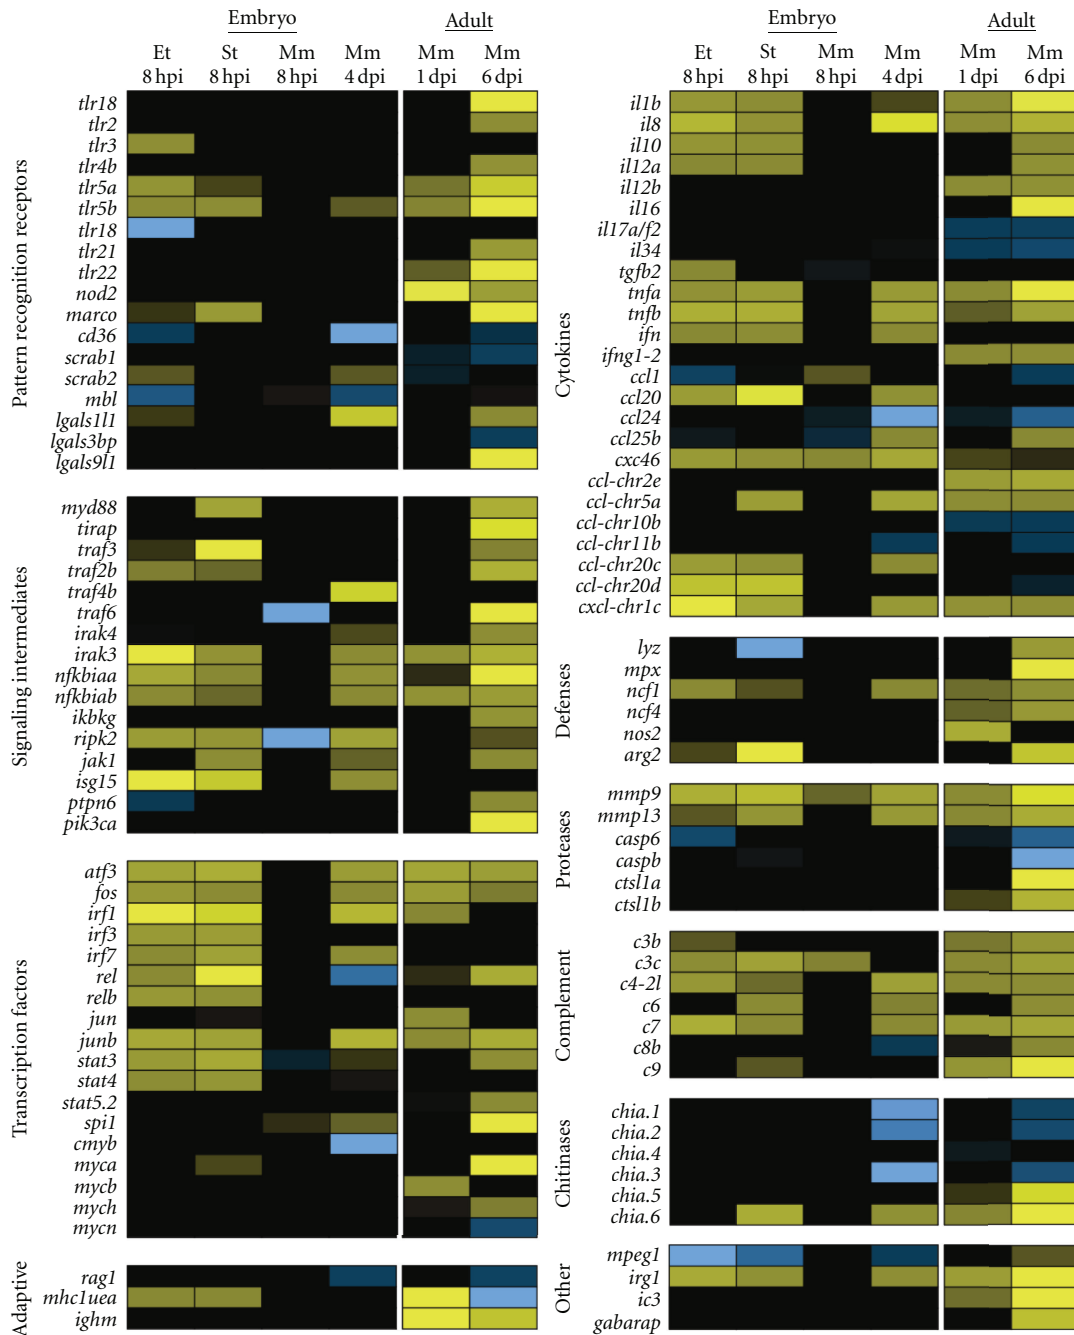 Embryo
Adult
Et St Mm Mm Mm Mm
8 hpi 8 hpi 8 hpi 4 dpi 1 dpi 6 dpi
Pattern recognition receptors
tlr18
tlr2
tlr3
tlr4b
tlr5a
tlr5b
tlr18
tlr21
tlr22
nod2
marco
cd36
scrab1
scrab2
mbl
lgals1l1
lgals3bp
lgals9l1
Signaling intermediates
myd88
tirap
traf3
traf2b
traf4b
traf6
irak4
irak3
nfkbiaa
nfkbiab
ikbkg
ripk2
jak1
isg15
ptpn6
pik3ca
Transcription factors
atf3
fos
irf1
irf3
irf7
rel
relb
jun
junb
stat3
stat4
stat5.2
spi1
cmyb
myca
mycb
mych
mycn
Adaptive
rag1
mhc1uea
ighm
Embryo
Adult
Et St Mm Mm Mm Mm
8 hpi 8 hpi 8 hpi 4 dpi 1 dpi 6 dpi
Cytokines
il1b
il8
il10
il12a
il12b
il16
il17a/f2
il34
tgfb2
tnfa
tnfb
ifn
ifng1-2
ccl1
ccl20
ccl24
ccl25b
cxc46
ccl-chr2e
ccl-chr5a
ccl-chr10b
ccl-chr11b
ccl-chr20c
ccl-chr20d
cxcl-chr1c
Defenses
lyz
mpx
ncf1
ncf4
nos2
arg2
Proteases
mmp9
mmp13
casp6
caspb
ctsl1a
ctsl1b
Complement
c3b
c3c
c4-2l
c6
c7
c8b
c9
Chitinases
chia.1
chia.2
chia.4
chia.3
chia.5
chia.6
Other
mpeg1
irg1
ic3
gabarap